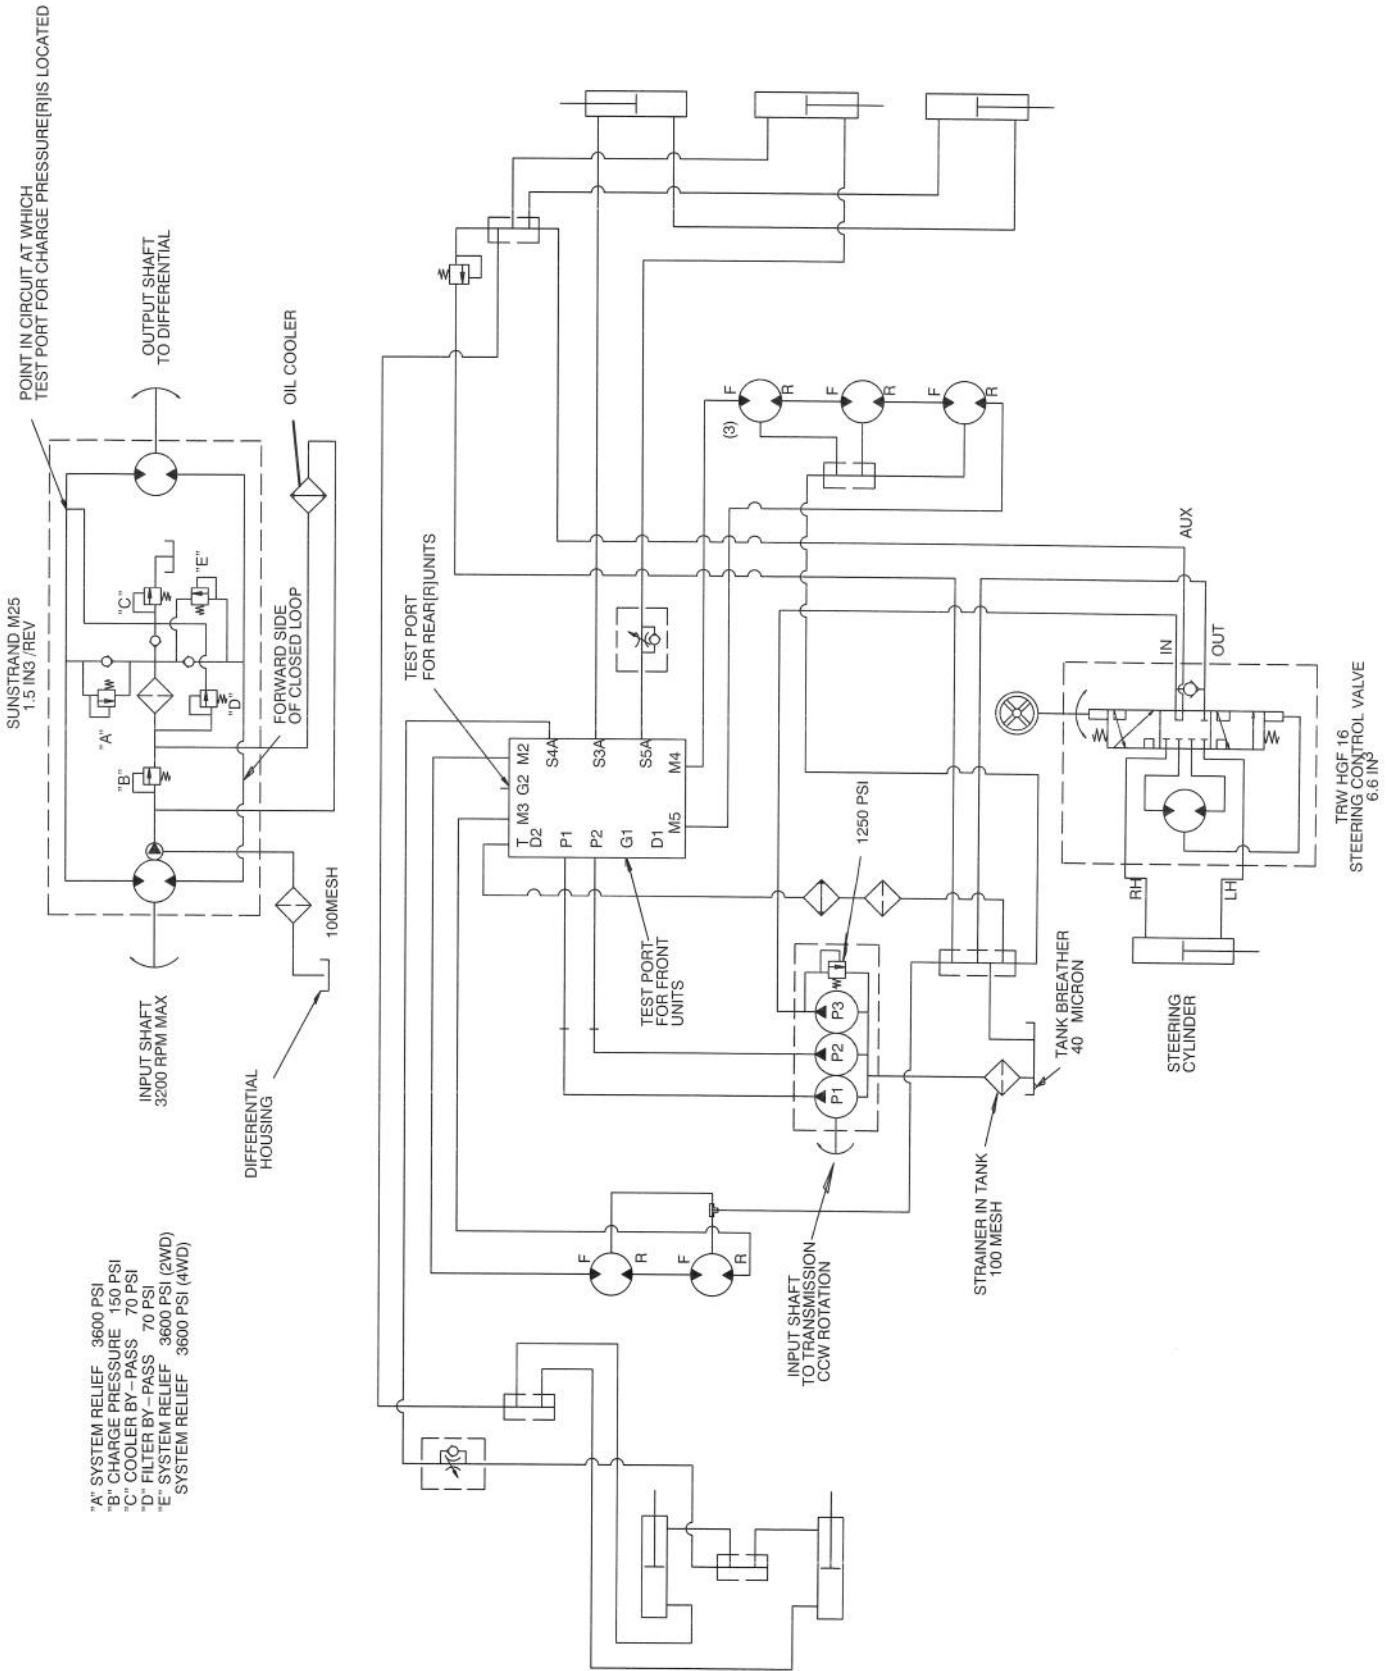 SUNSTRAND M25
1.5 IN3 /REV
POINT IN CIRCUIT AT WHICH
TEST PORT FOR CHARGE PRESSURE[R]IS LOCATED
OUTPUT SHAFT
TO DIFFERENTIAL
OIL COOLER
"A"
"B"
"C"
"D"
"E"
FORWARD SIDE
OF CLOSED LOOP
INPUT SHAFT
3200 RPM MAX
100MESH
DIFFERENTIAL
HOUSING
"A" SYSTEM RELIEF 3600 PSI
"B" CHARGE PRESSURE 150 PSI
"C" COOLER BY-PASS 70 PSI
"D" FILTER BY-PASS 70 PSI
"E" SYSTEM RELIEF 3600 PSI (2WD)
SYSTEM RELIEF 3600 PSI (4WD)
TEST PORT
FOR REAR[R]UNITS
T
M3
G2
M2
D2
S4A
P1
P2
S3A
G1
D1
S5A
M5
M4
TEST PORT
FOR FRONT
UNITS
(3)
F
R
F
R
F
R
F
R
F
R
1250 PSI
P1
P2
P3
INPUT SHAFT
TO TRANSMISSION
CCW ROTATION
STRAINER IN TANK
100 MESH
TANK BREATHER
40 MICRON
AUX
IN
OUT
RH
LH
STEERING
CYLINDER
TRW HGF 16
STEERING CONTROL VALVE
6.6 IN3